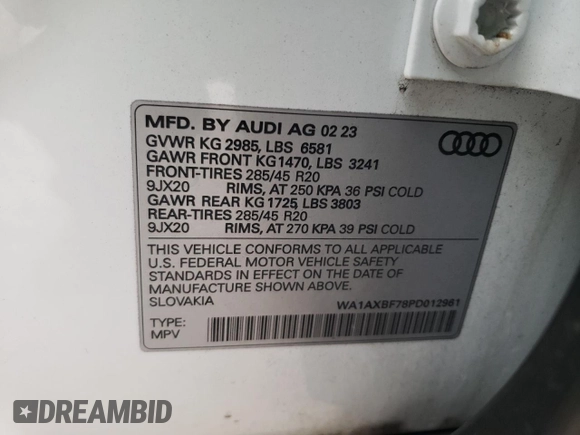 MFD. BY AUDI AG 02 23
GVWR KG 2985, LBS 6581
GAWR FRONT KG1470, LBS 3241
FRONT-TIRES 285/45 R20
9JX20 RIMS, AT 250 KPA 36 PSI COLD
GAWR REAR KG 1725, LBS 3803
REAR-TIRES 285/45 R20
9JX20 RIMS, AT 270 KPA 39 PSI COLD
THIS VEHICLE CONFORMS TO ALL APPLICABLE
U.S. FEDERAL MOTOR VEHICLE SAFETY
STANDARDS IN EFFECT ON THE DATE OF
MANUFACTURE SHOWN ABOVE.
SLOVAKIA WA1AXBF78PD012981
TYPE:
MPV
DREAMBID